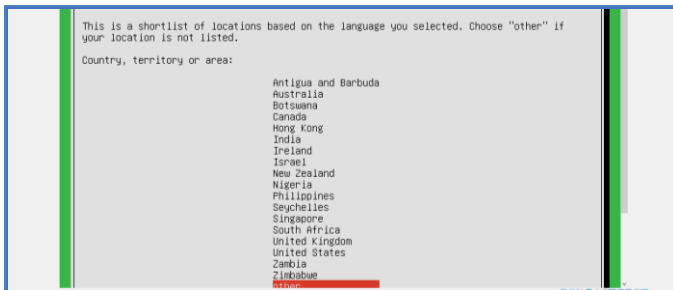 This is a shortlist of locations based on the language you selected. Choose "other" if
your location is not listed.
Country, territory or area:
Antigua and Barbuda
Australia
Botswana
Canada
Hong Kong
India
Ireland
Israel
New Zealand
Nigeria
Philippines
Seychelles
Singapore
South Africa
United Kingdom
United States
Zambia
Zimbabwe
other